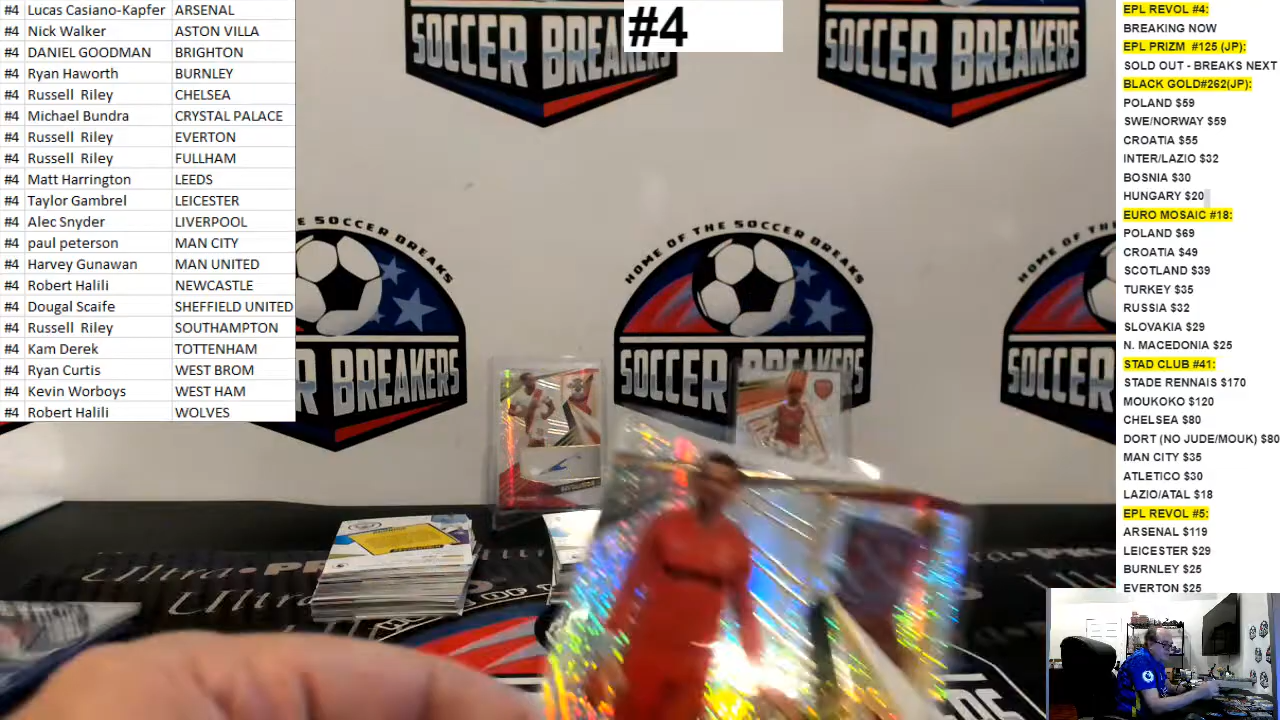 #4 Lucas Casiano-Kapfer ARSENAL
#4 Nick Walker ASTON VILLA
#4 DANIEL GOODMAN BRIGHTON
#4 Ryan Haworth BURNLEY
#4 Russell Riley CHELSEA
#4 Michael Bundra CRYSTAL PALACE
#4 Russell Riley EVERTON
#4 Russell Riley FULLHAM
#4 Matt Harrington LEEDS
#4 Taylor Gambrel LEICESTER
#4 Alec Snyder LIVERPOOL
#4 paul peterson MAN CITY
#4 Harvey Gunawan MAN UNITED
#4 Robert Halili NEWCASTLE
#4 Dougal Scaife SHEFFIELD UNITED
#4 Russell Riley SOUTHAMPTON
#4 Kam Derek TOTTENHAM
#4 Ryan Curtis WEST BROM
#4 Kevin Worboys WEST HAM
#4 Robert Halili WOLVES
#4
SOCCER BREAKERS
SOCCER BREAKERS
E SOCCER BREAKS
BREAKERS
HOME OF THE SOCCER BREAKS
SOCCER BREAKERS
HOME OF TH
SOCCER
Ultra PRO
Ultra
EPL REVOL #4:
BREAKING NOW
EPL PRIZM #125 (JP):
SOLD OUT - BREAKS NEXT
BLACK GOLD#262(JP):
POLAND $59
SWE/NORWAY $59
CROATIA $55
INTER/LAZIO $32
BOSNIA $30
HUNGARY $20
EURO MOSAIC #18:
POLAND $69
CROATIA $49
SCOTLAND $39
TURKEY $35
RUSSIA $32
SLOVAKIA $29
N. MACEDONIA $25
STAD CLUB #41:
STADE RENNAIS $170
MOUKOKO $120
CHELSEA $80
DORT (NO JUDE/MOUK) $80
MAN CITY $35
ATLETICO $30
LAZIO/ATAL $18
EPL REVOL #5:
ARSENAL $119
LEICESTER $29
BURNLEY $25
EVERTON $25